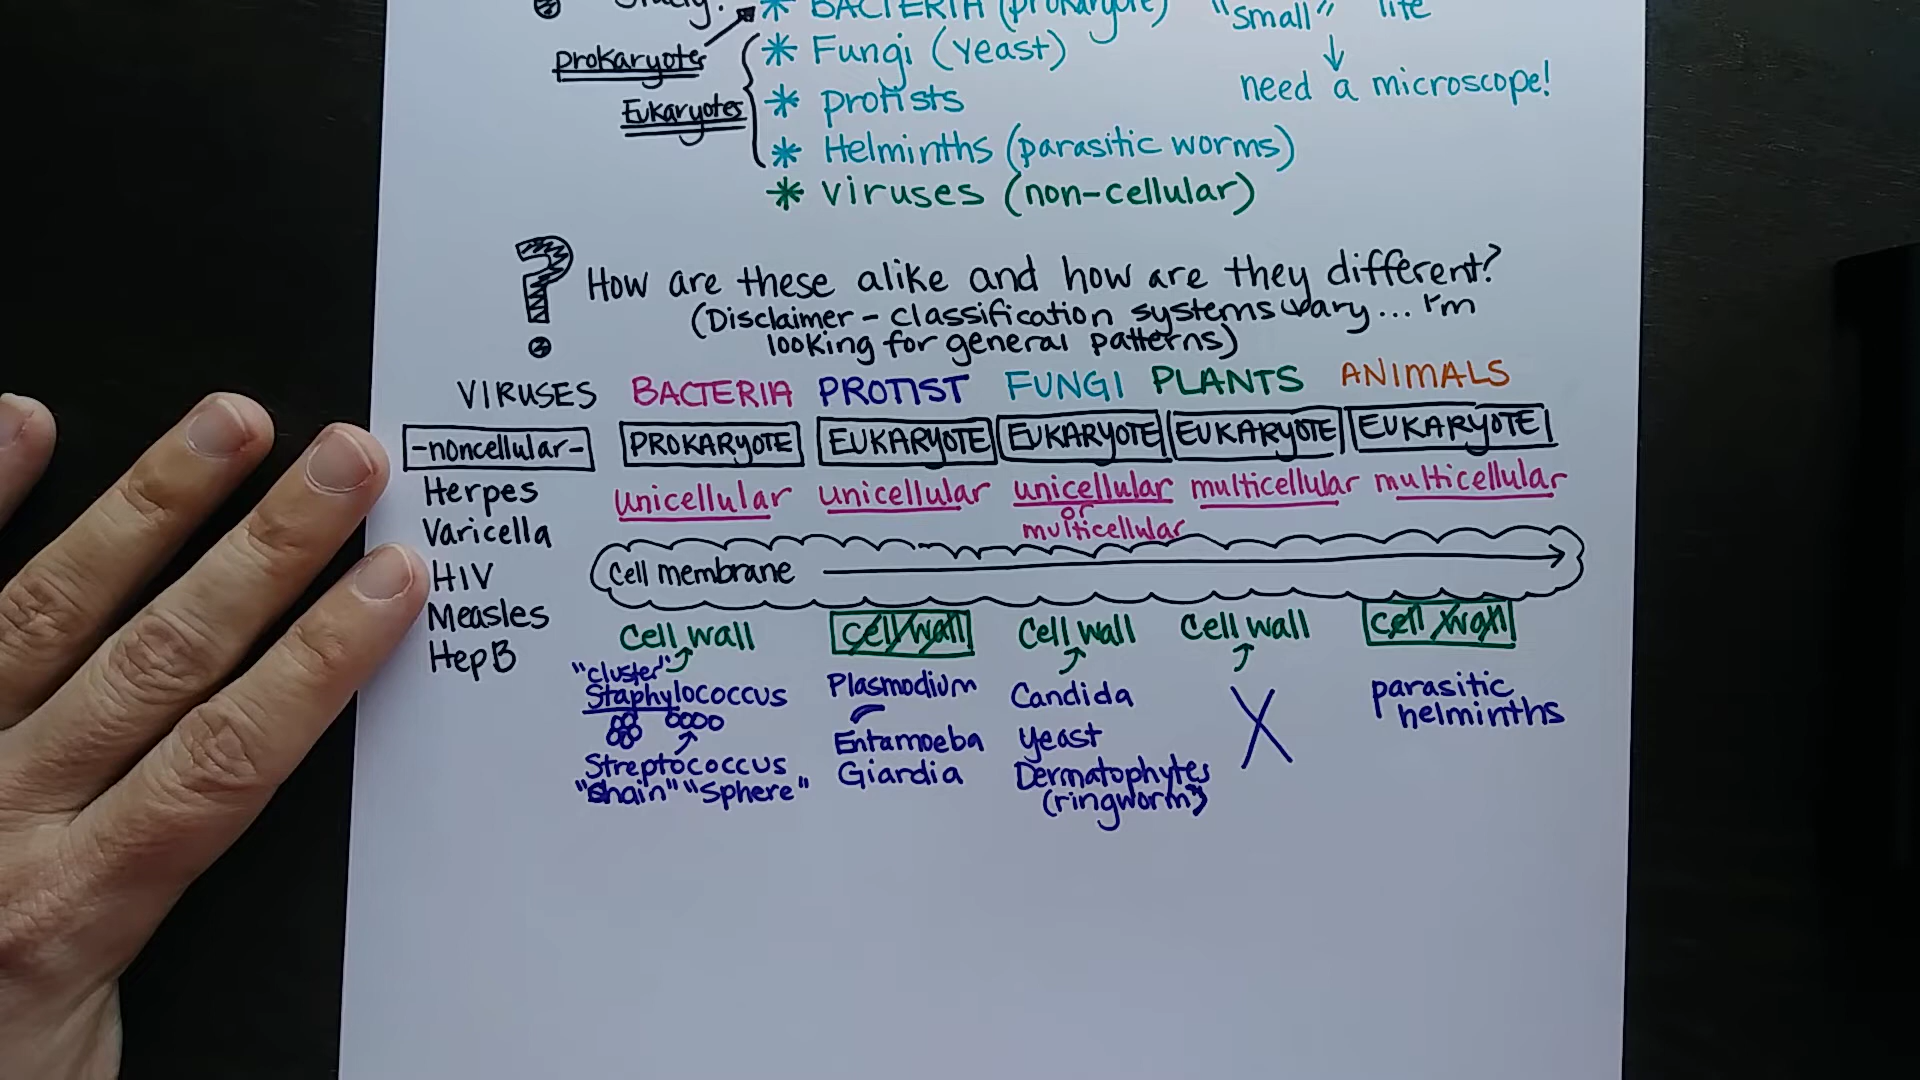 Study:
* BACTERIA (prokaryote) "small" life
prokaryotes
* Fungi (yeast)
need a microscope!
Eukaryotes
* protists
* Helminths (parasitic worms)
* Viruses (non-cellular)
? How are these alike and how are they different?
(Disclaimer - classification systems vary... I'm
looking for general patterns)
VIRUSES BACTERIA PROTIST FUNGI PLANTS ANIMALS
-noncellular- PROKARYOTE EUKARYOTE EUKARYOTE EUKARYOTE EUKARYOTE
Herpes unicellular unicellular unicellular multicellular multicellular
or
Varicella multicellular
HIV Cell membrane
Measles Cell wall cell wall Cell wall Cell wall cell wall
HepB
"cluster"
Staphylococcus Plasmodium Candida X parasitic
helminths
Entamoeba yeast
Streptococcus Giardia Dermatophytes
"chain" "sphere" (ringworm")